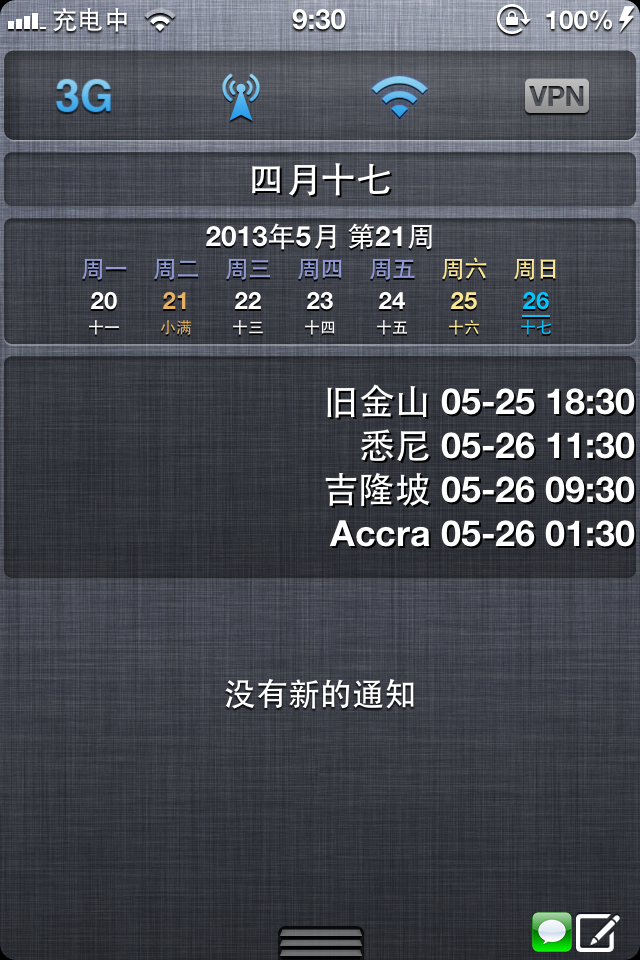 充电中 9:30 100%
3G VPN
四月十七
2013年5月 第21周
周一 周二 周三 周四 周五 周六 周日
20 21 22 23 24 25 26
十一 小满 十三 十四 十五 十六 十七
旧金山 05-25 18:30
悉尼 05-26 11:30
吉隆坡 05-26 09:30
Accra 05-26 01:30
没有新的通知